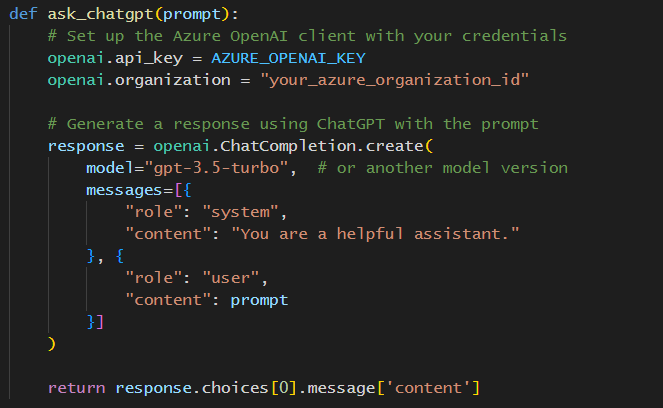 def ask_chatgpt(prompt):
    # Set up the Azure OpenAI client with your credentials
    openai.api_key = AZURE_OPENAI_KEY
    openai.organization = "your_azure_organization_id"

    # Generate a response using ChatGPT with the prompt
    response = openai.ChatCompletion.create(
        model="gpt-3.5-turbo",  # or another model version
        messages=[{
            "role": "system",
            "content": "You are a helpful assistant."
        }, {
            "role": "user",
            "content": prompt
        }]
    )

    return response.choices[0].message['content']